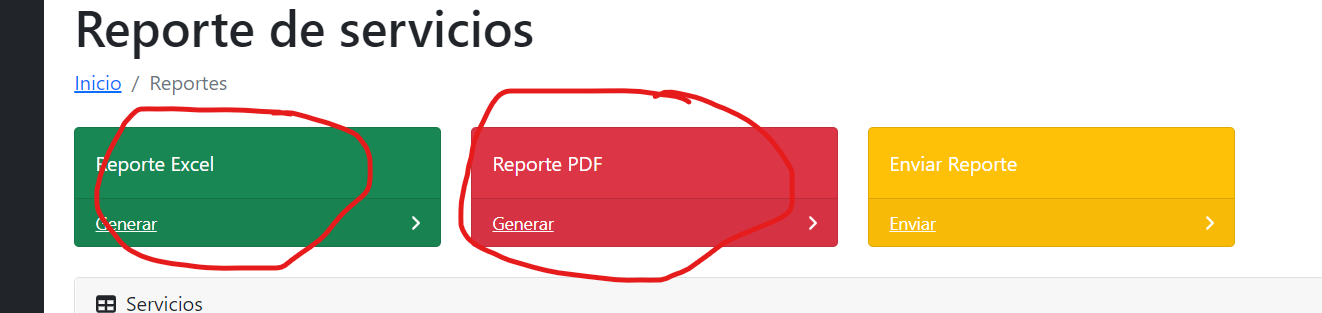 Reporte de servicios
Inicio / Reportes
Reporte Excel
Generar
Reporte PDF
Generar
Enviar Reporte
Enviar
Servicios